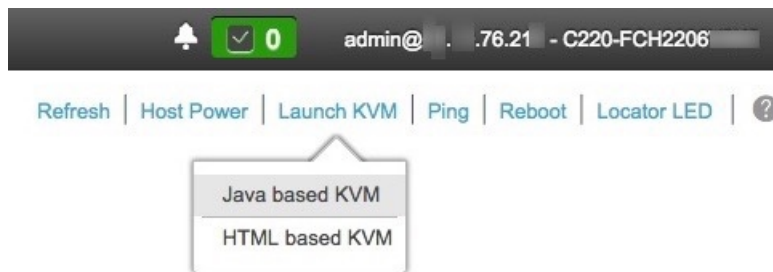 0 admin@ . .76.21 - C220-FCH2206
Refresh | Host Power | Launch KVM | Ping | Reboot | Locator LED | ?
Java based KVM
HTML based KVM